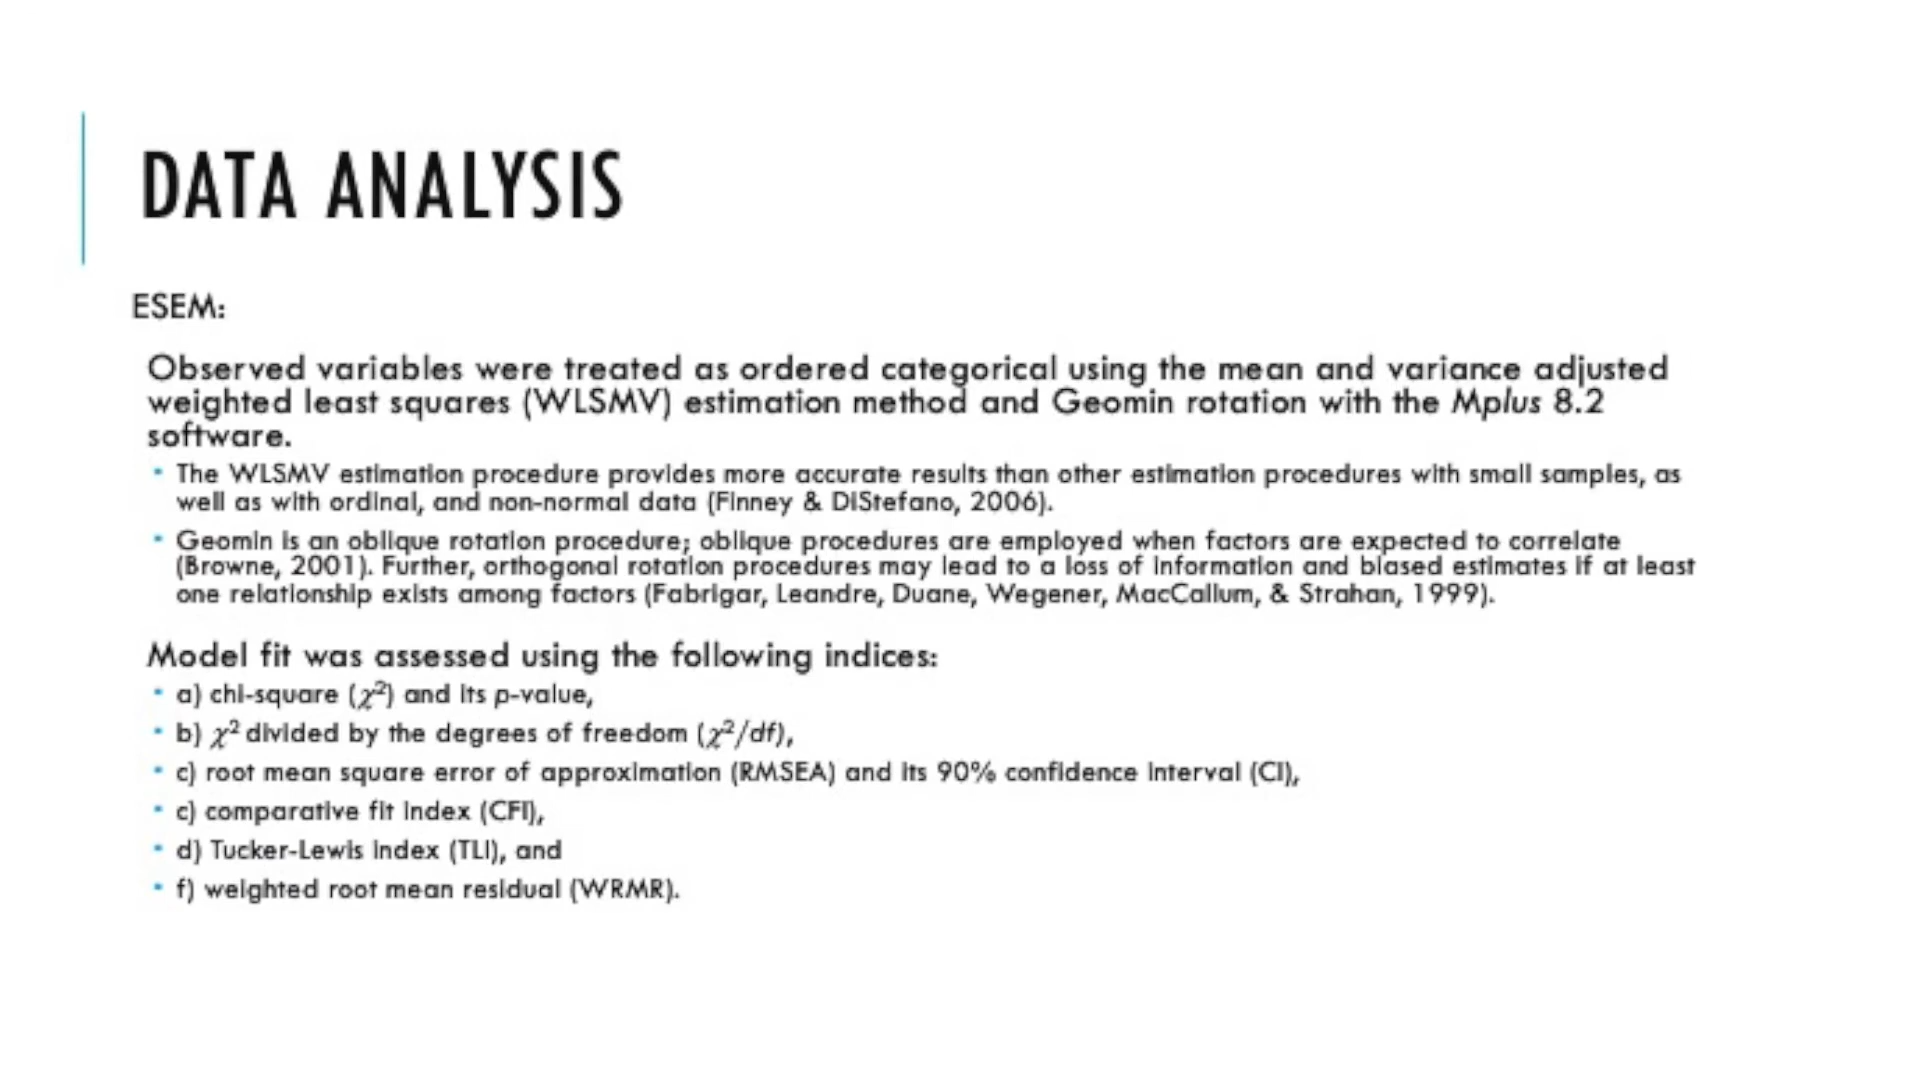 DATA ANALYSIS
ESEM:
Observed variables were treated as ordered categorical using the mean and variance adjusted
weighted least squares (WLSMV) estimation method and Geomin rotation with the Mplus 8.2
software.
The WLSMV estimation procedure provides more accurate results than other estimation procedures with small samples, as
well as with ordinal, and non-normal data (Finney & DiStefano, 2006).
Geomin is an oblique rotation procedure; oblique procedures are employed when factors are expected to correlate
(Browne, 2001). Further, orthogonal rotation procedures may lead to a loss of information and biased estimates if at least
one relationship exists among factors (Fabrigar, Leandre, Duane, Wegener, MacCallum, & Strahan, 1999).
Model fit was assessed using the following indices:
a) chi-square (χ²) and its p-value,
b) χ² divided by the degrees of freedom (χ²/df),
c) root mean square error of approximation (RMSEA) and its 90% confidence interval (CI),
c) comparative fit index (CFI),
d) Tucker-Lewis index (TLI), and
f) weighted root mean residual (WRMR).